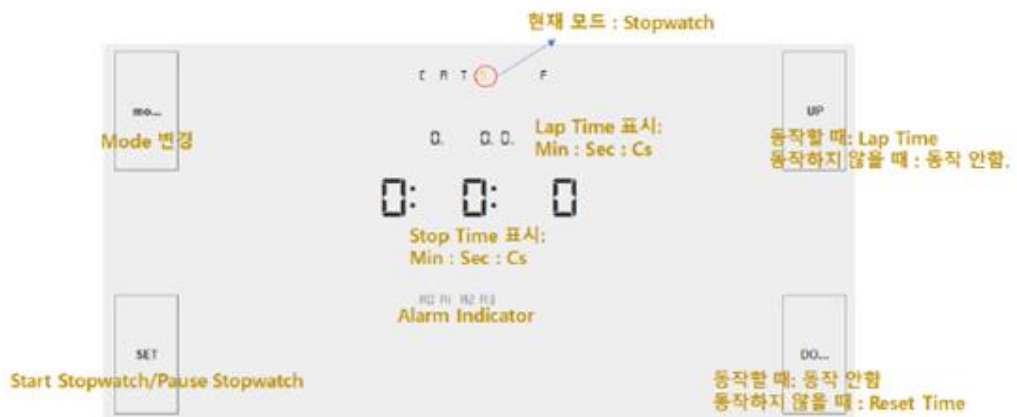 현재 모드 : Stopwatch
C A T F
mo...
UP
Mode 변경
0. 0.0.
Lap Time 표시:
Min : Sec : Cs
동작할 때: Lap Time
동작하지 않을 때 : 동작 안함.
0: 0: 0
Stop Time 표시:
Min : Sec : Cs
A0 A1 A2 A3
Alarm Indicator
SET
DO...
Start Stopwatch/Pause Stopwatch
동작할 때: 동작 안함
동작하지 않을 때 : Reset Time